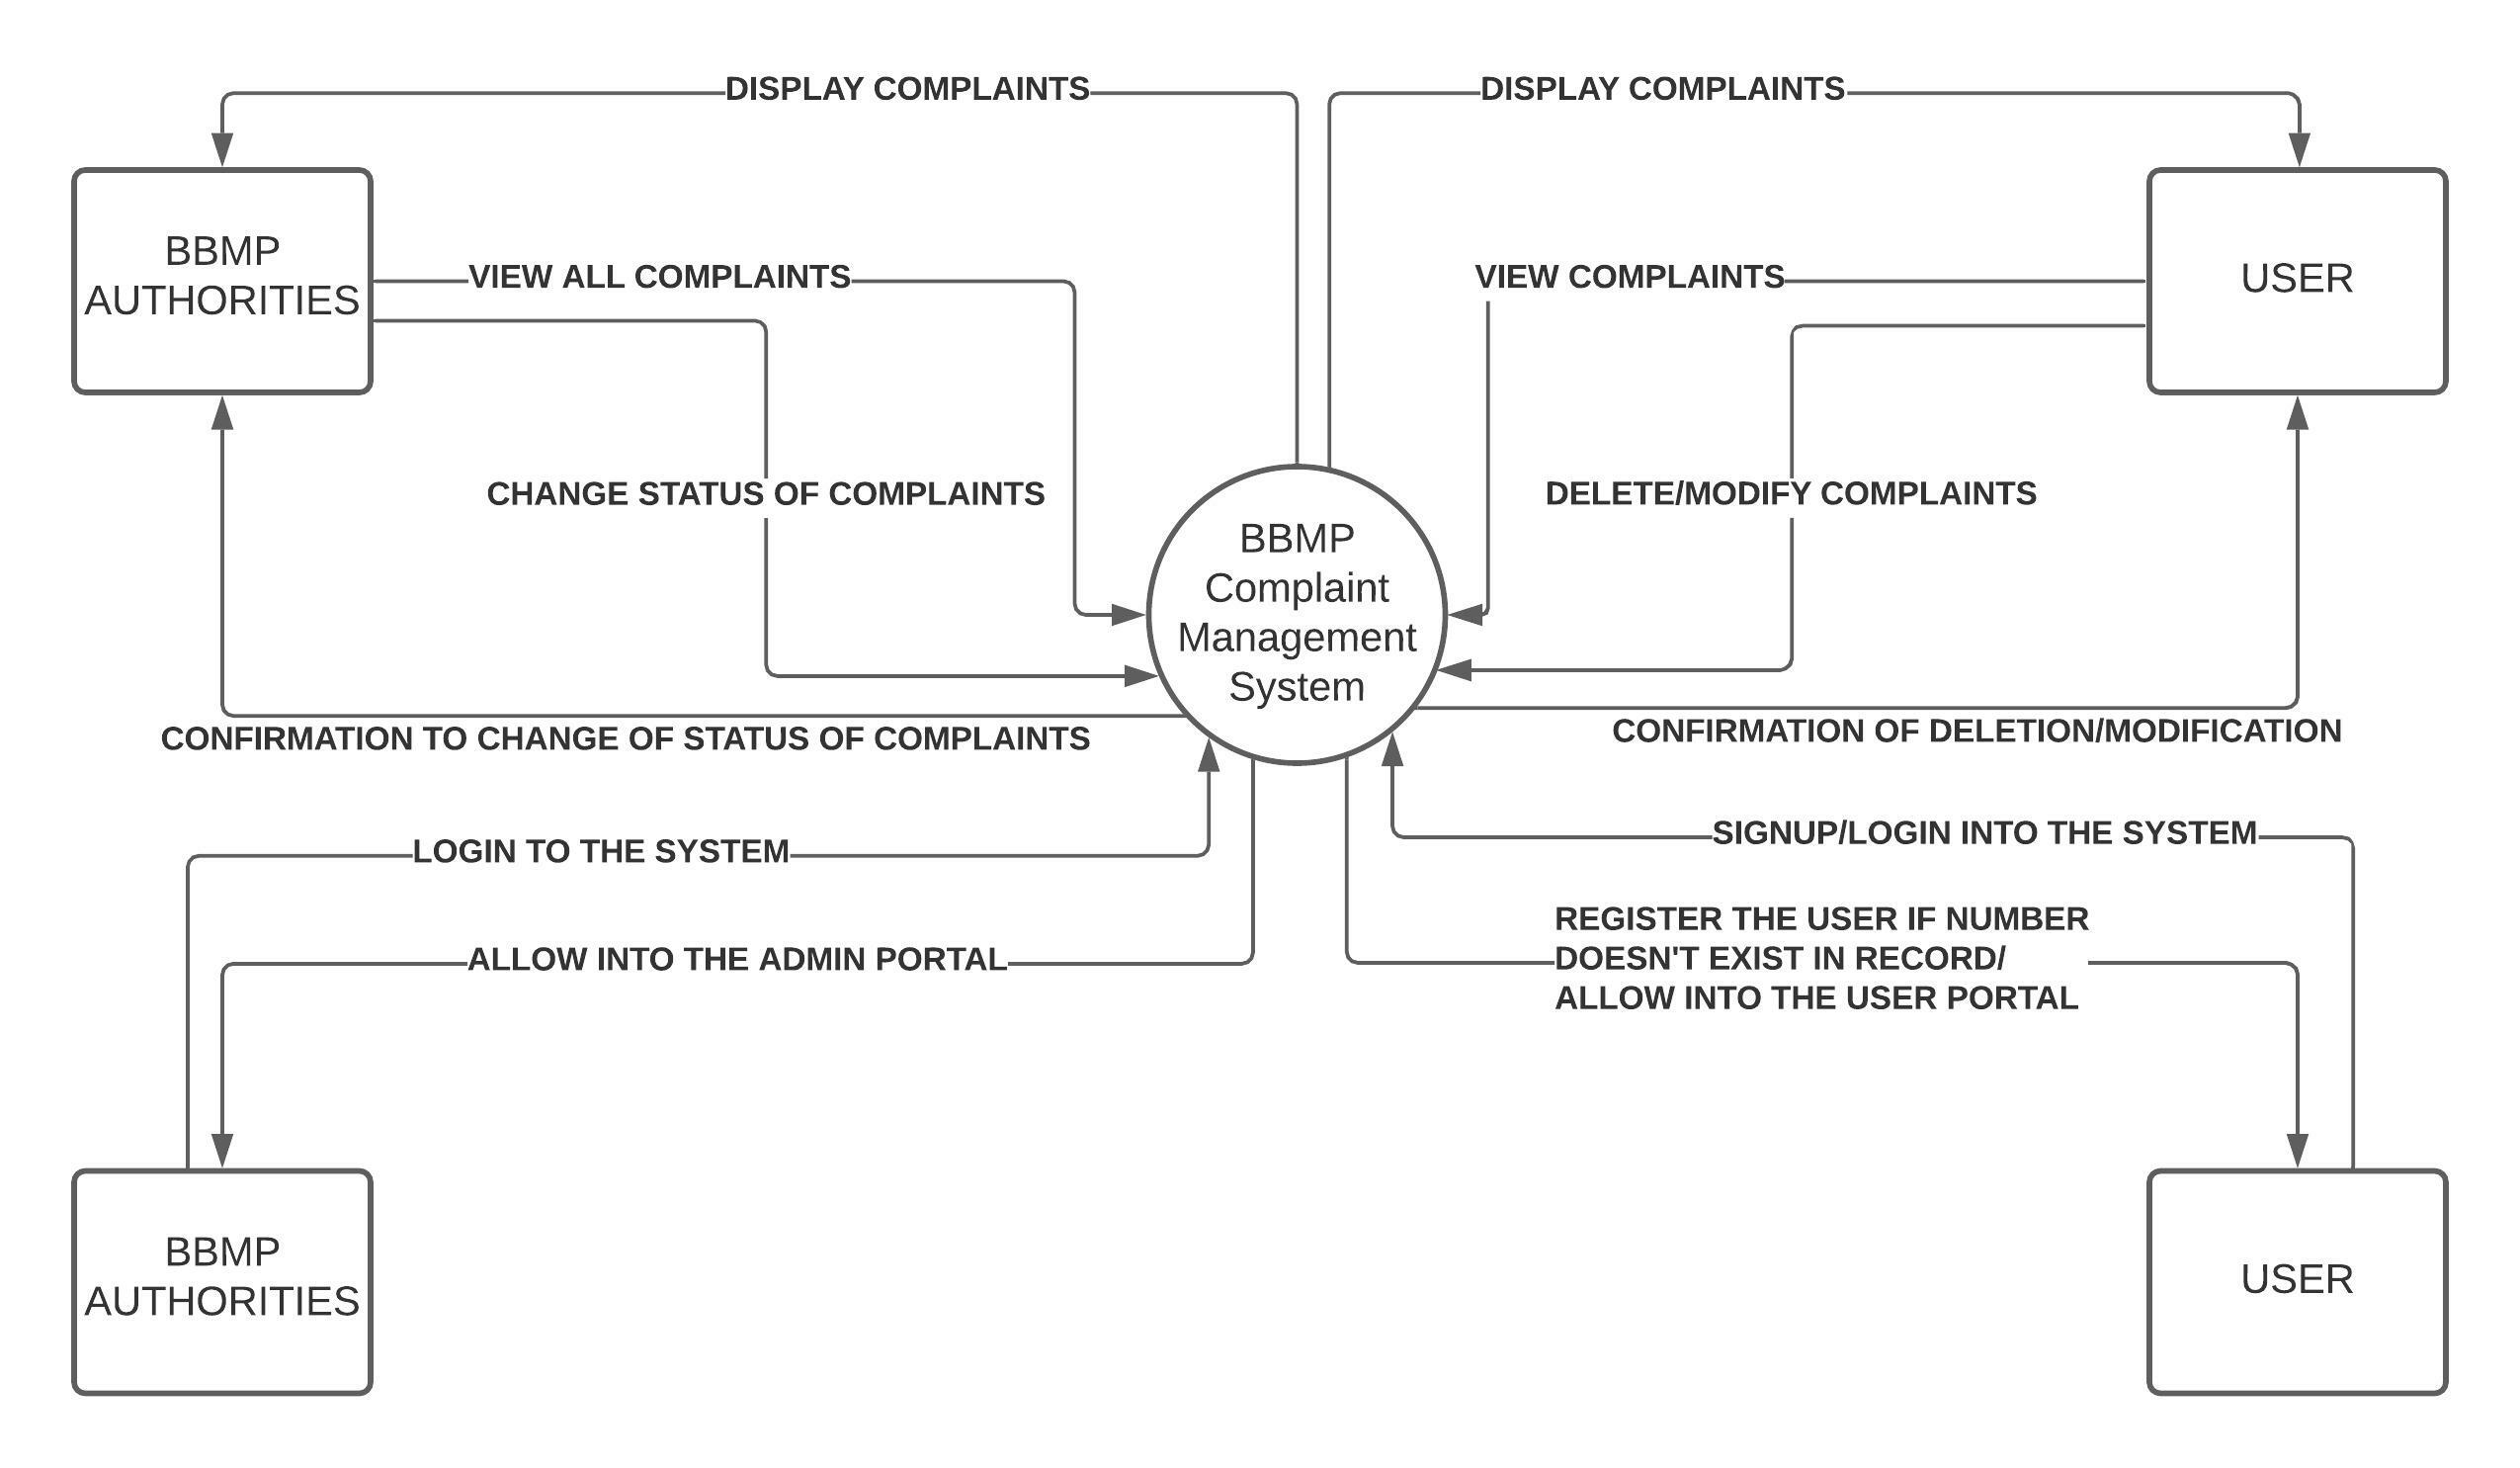 DISPLAY COMPLAINTS
DISPLAY COMPLAINTS
BBMP
AUTHORITIES
VIEW ALL COMPLAINTS
VIEW COMPLAINTS
USER
CHANGE STATUS OF COMPLAINTS
DELETE/MODIFY COMPLAINTS
BBMP
Complaint
Management
System
CONFIRMATION TO CHANGE OF STATUS OF COMPLAINTS
CONFIRMATION OF DELETION/MODIFICATION
LOGIN TO THE SYSTEM
SIGNUP/LOGIN INTO THE SYSTEM
ALLOW INTO THE ADMIN PORTAL
REGISTER THE USER IF NUMBER
DOESN'T EXIST IN RECORD/
ALLOW INTO THE USER PORTAL
BBMP
AUTHORITIES
USER